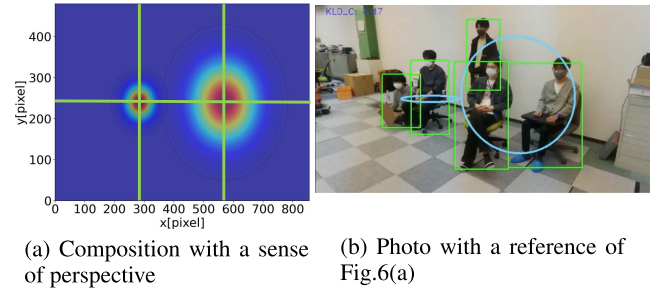 400
300
200
100
0
y[pixel]
0 100 200 300 400 500 600 700 800
x[pixel]
(a) Composition with a sense
of perspective
(b) Photo with a reference of
Fig.6(a)